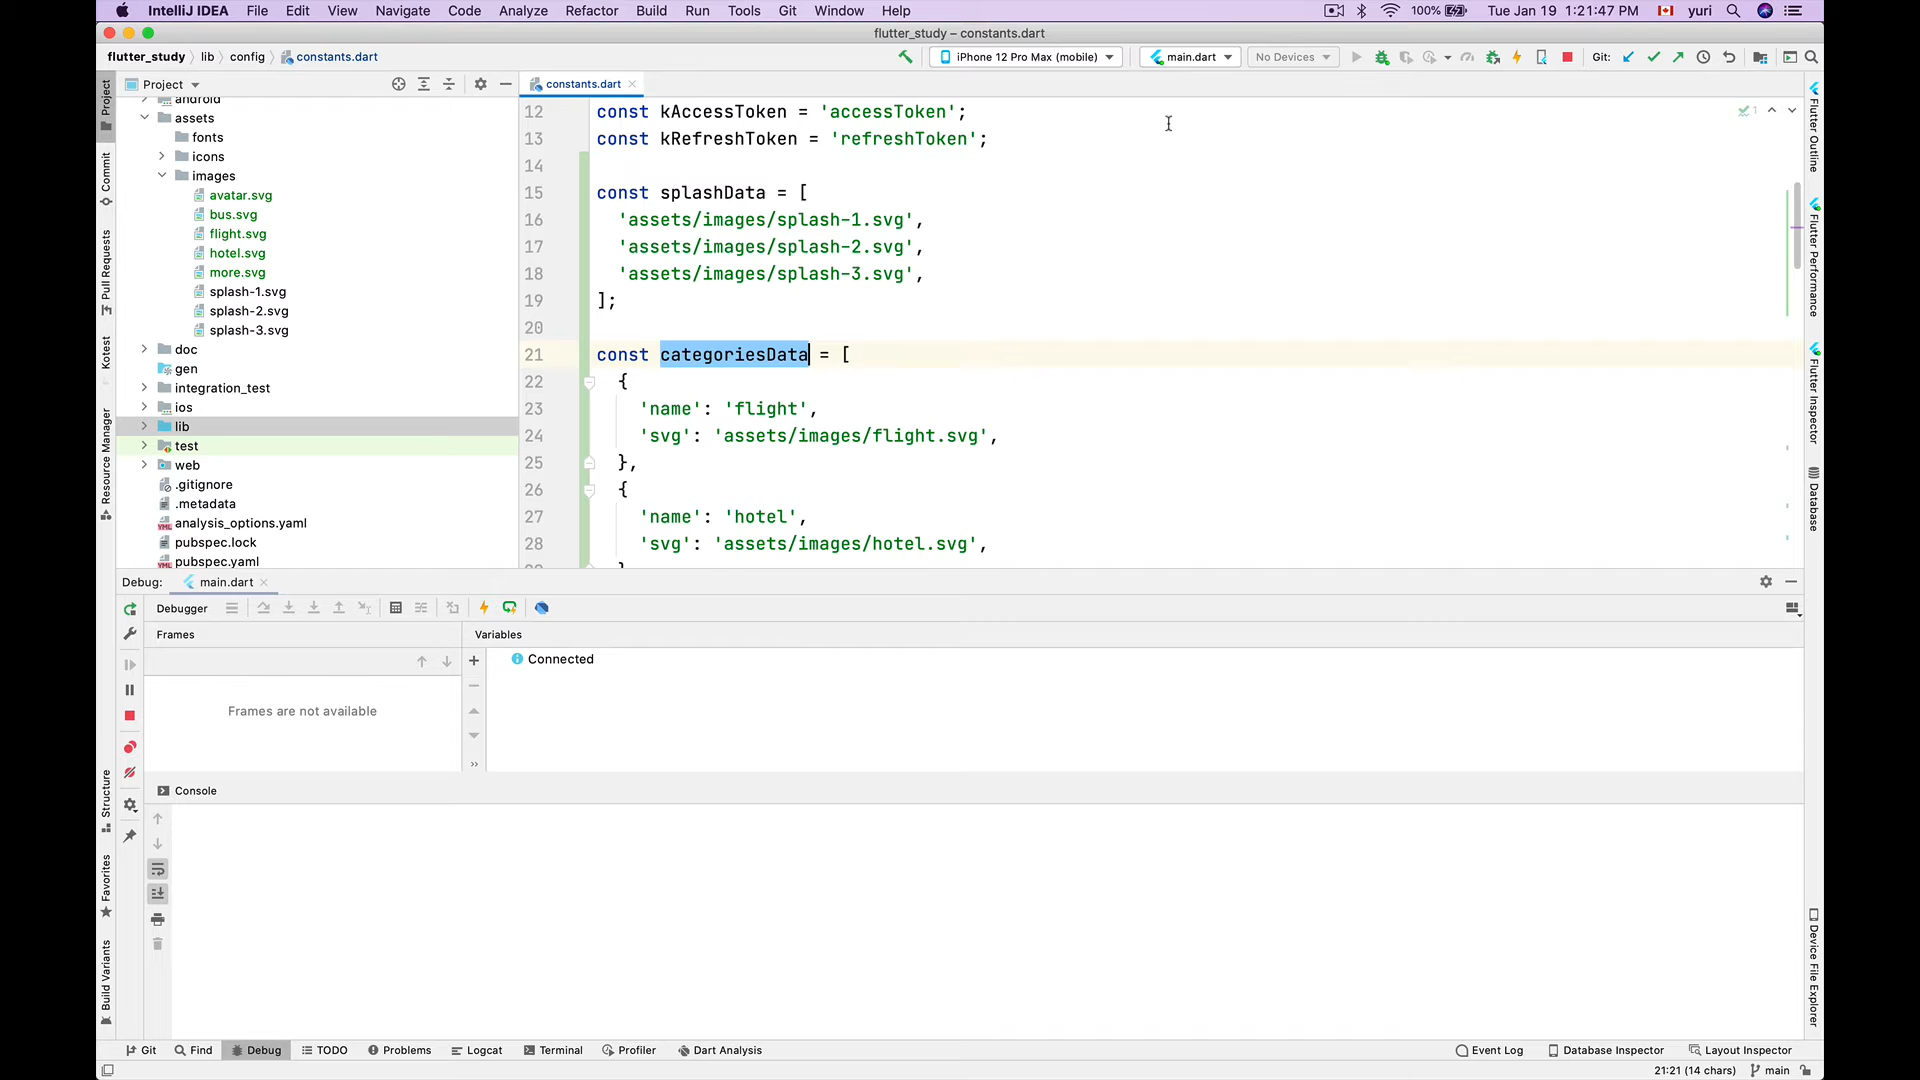 IntelliJ IDEA File Edit View Navigate Code Analyze Refactor Build Run Tools Git Window Help 100% Tue Jan 19 1:21:47 PM yuri
flutter_study – constants.dart
flutter_study lib config constants.dart iPhone 12 Pro Max (mobile) main.dart No Devices Git:
Project constants.dart
android
assets
fonts
icons
images
avatar.svg
bus.svg
flight.svg
hotel.svg
more.svg
splash-1.svg
splash-2.svg
splash-3.svg
doc
gen
integration_test
ios
lib
test
web
.gitignore
.metadata
analysis_options.yaml
pubspec.lock
pubspec.yaml
12 const kAccessToken = 'accessToken'; 1
13 const kRefreshToken = 'refreshToken';
14
15 const splashData = [
16 'assets/images/splash-1.svg',
17 'assets/images/splash-2.svg',
18 'assets/images/splash-3.svg',
19 ];
20
21 const categoriesData = [
22 {
23 'name': 'flight',
24 'svg': 'assets/images/flight.svg',
25 },
26 {
27 'name': 'hotel',
28 'svg': 'assets/images/hotel.svg',
Project
Commit
Pull Requests
Kotest
Resource Manager
Structure
Favorites
Build Variants
Flutter Outline
Flutter Performance
Flutter Inspector
Database
Device File Explorer
Debug: main.dart
Debugger
Frames Variables
Connected
Frames are not available
Console
Git Find Debug TODO Problems Logcat Terminal Profiler Dart Analysis Event Log Database Inspector Layout Inspector
21:21 (14 chars) main